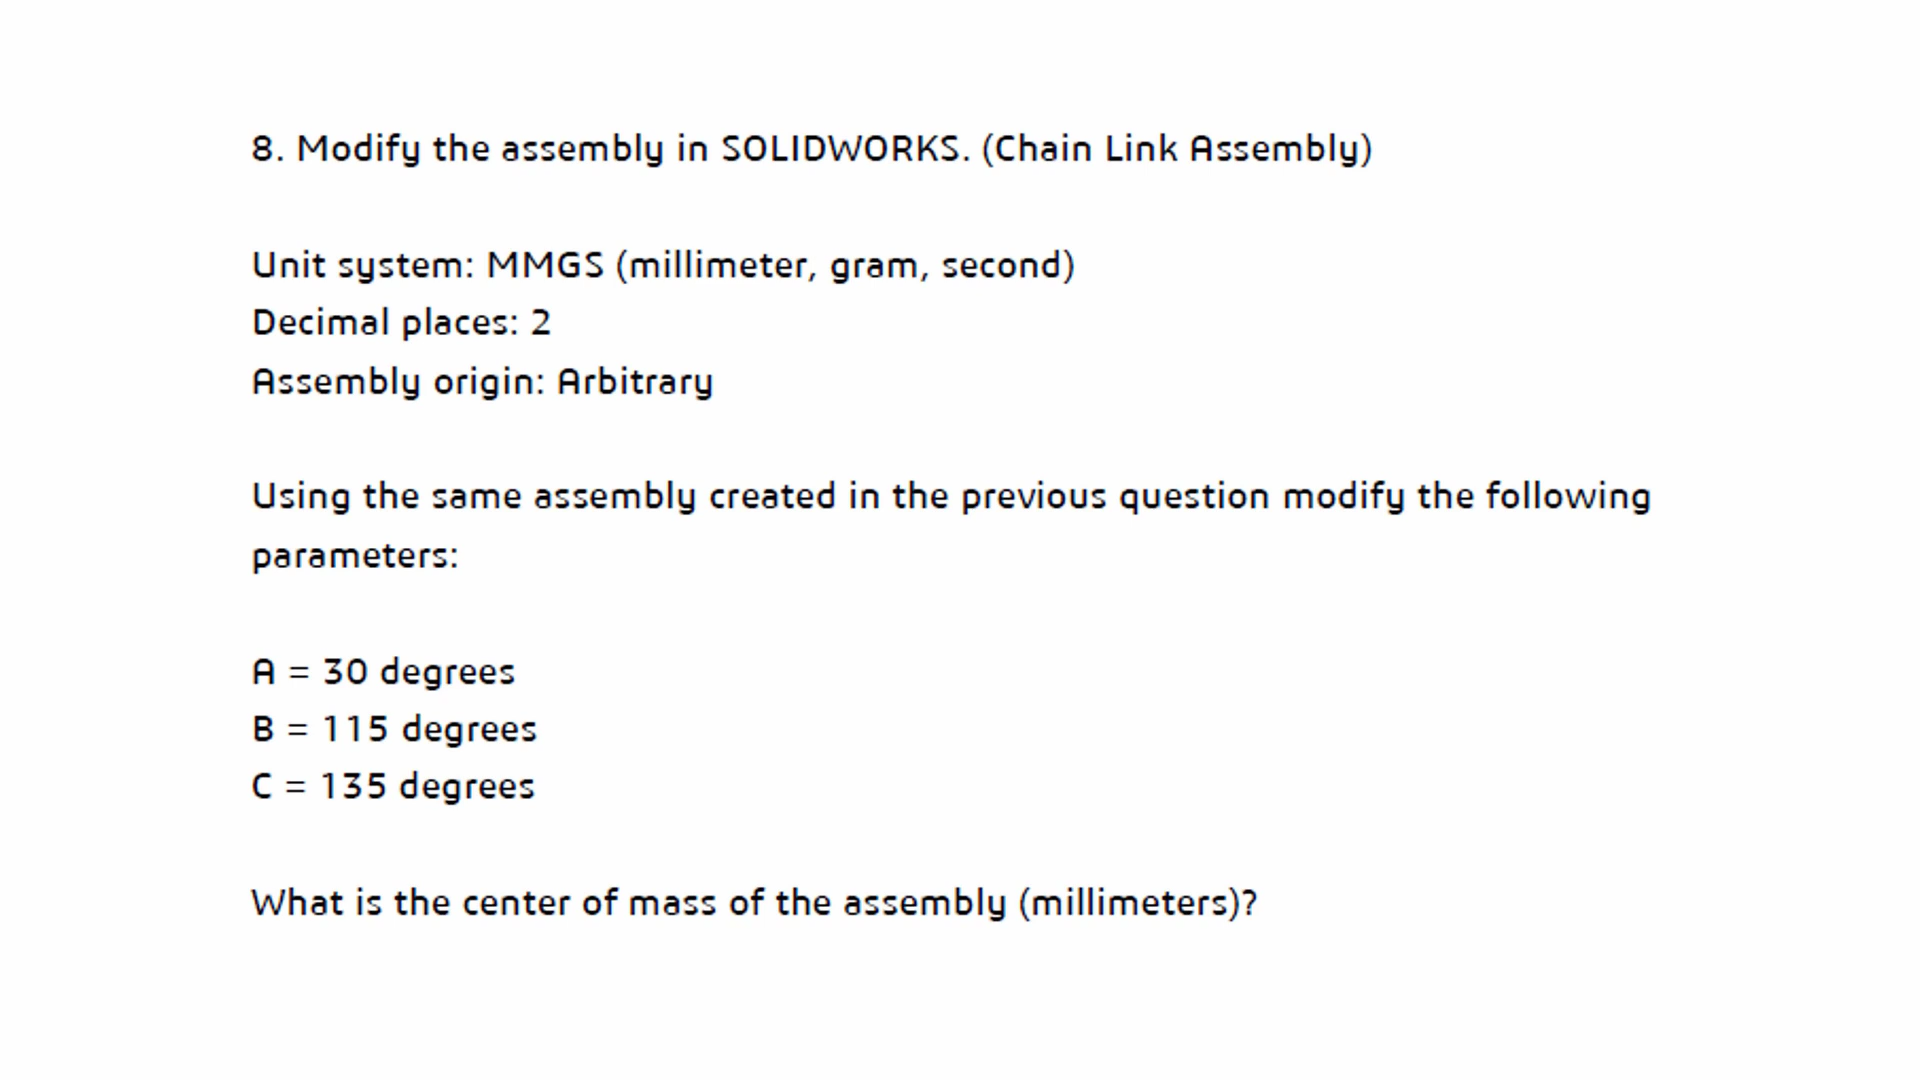 8. Modify the assembly in SOLIDWORKS. (Chain Link Assembly)
Unit system: MMGS (millimeter, gram, second)
Decimal places: 2
Assembly origin: Arbitrary
Using the same assembly created in the previous question modify the following
parameters:
A = 30 degrees
B = 115 degrees
C = 135 degrees
What is the center of mass of the assembly (millimeters)?